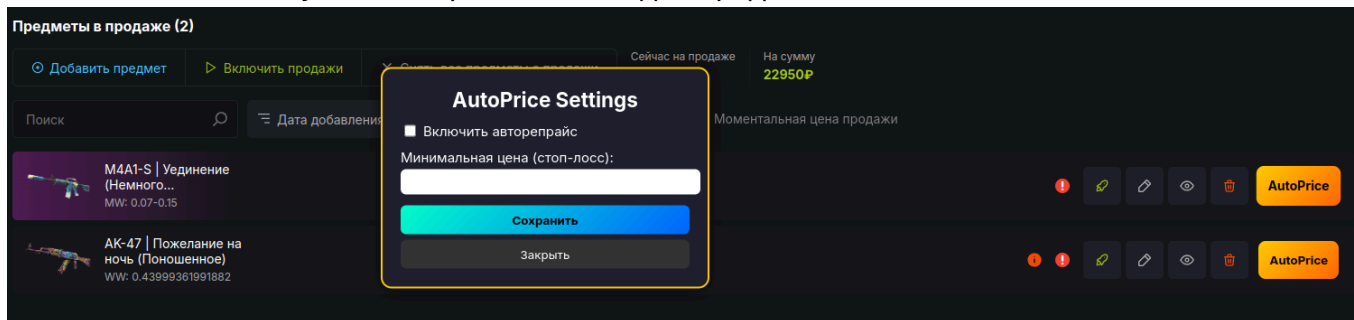 Предметы в продаже (2)
Добавить предмет
Включить продажи
Сейчас на продаже
На сумму
22950₽
AutoPrice Settings
Поиск
Дата добавления
Моментальная цена продажи
Включить авторепрайс
Минимальная цена (стоп-лосс):
Сохранить
Закрыть
M4A1-S | Уединение
(Немного...
MW: 0.07-0.15
AutoPrice
AK-47 | Пожелание на
ночь (Поношенное)
WW: 0.43999361991882
AutoPrice